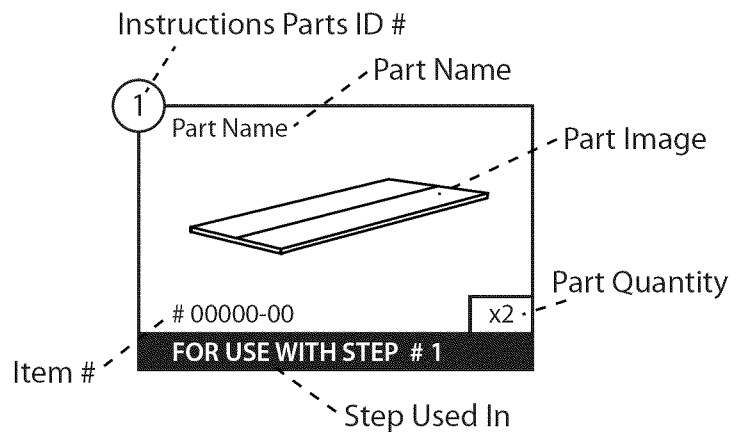 Instructions Parts ID #
Part Name
1
Part Name
Part Image
Part Quantity
# 00000-00
x2
FOR USE WITH STEP # 1
Item #
Step Used In